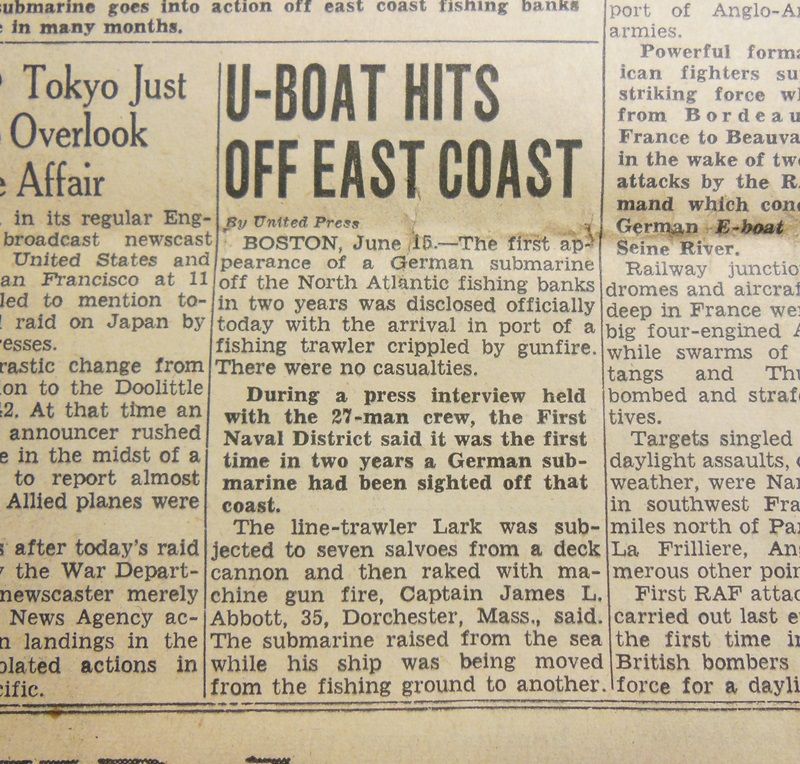 submarine goes into action off east coast fishing banks
in many months.
Tokyo Just
Overlook
Affair
in its regular Eng-
broadcast newscast
United States and
an Francisco at 11
led to mention to-
raid on Japan by
esses.
rastic change from
on to the Doolittle
2. At that time an
announcer rushed
e in the midst of a
to report almost
Allied planes were
s after today's raid
y the War Depart-
newscaster merely
News Agency ac-
n landings in the
olated actions in
cific.
U-BOAT HITS
OFF EAST COAST
By United Press
BOSTON, June 15.—The first ap-
pearance of a German submarine
off the North Atlantic fishing banks
in two years was disclosed officially
today with the arrival in port of a
fishing trawler crippled by gunfire.
There were no casualties.
During a press interview held
with the 27-man crew, the First
Naval District said it was the first
time in two years a German sub-
marine had been sighted off that
coast.
The line-trawler Lark was sub-
jected to seven salvoes from a deck
cannon and then raked with ma-
chine gun fire, Captain James L.
Abbott, 35, Dorchester, Mass., said.
The submarine raised from the sea
while his ship was being moved
from the fishing ground to another.
port of Anglo-A
armies.
Powerful forma
ican fighters su
striking force w
from Bordeau
France to Beauva
in the wake of tw
attacks by the R
mand which con
German E-boat
Seine River.
Railway junctio
dromes and aircraf
deep in France we
big four-engined A
while swarms of
tangs and Thu
bombed and straf
tives.
Targets singled
daylight assaults,
weather, were Na
in southwest Fra
miles north of Pa
La Frilliere, An
merous other poin
First RAF attac
carried out last e
the first time in
British bombers
force for a dayli